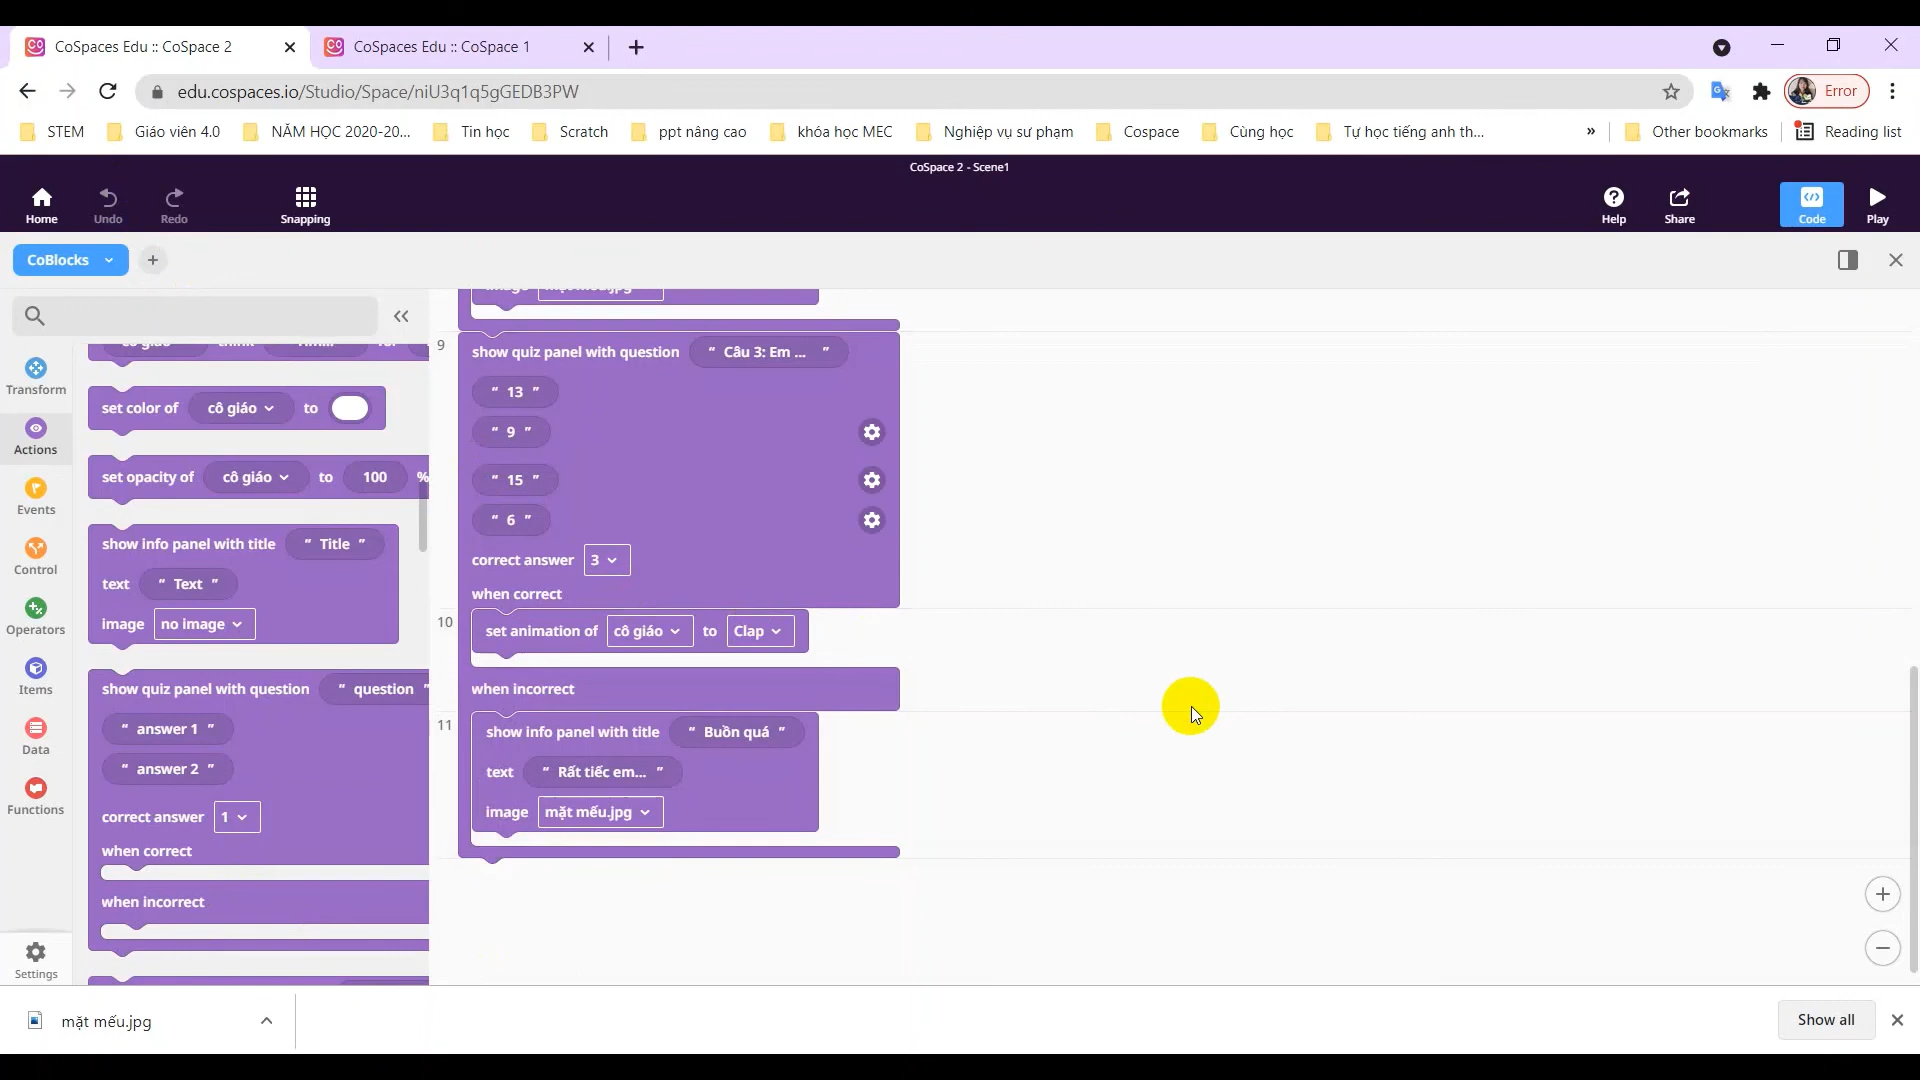 CoSpaces Edu :: CoSpace 2
CoSpaces Edu :: CoSpace 1
edu.cospaces.io/Studio/Space/niU3q1q5gGEDB3PW
Error
STEM
Giáo viên 4.0
NĂM HỌC 2020-20...
Tin học
Scratch
ppt nâng cao
khóa học MEC
Nghiệp vụ sư phạm
Cospace
Cùng học
Tự học tiếng anh th...
»
Other bookmarks
Reading list
CoSpace 2 - Scene1
Home
Undo
Redo
Snapping
Help
Share
Code
Play
CoBlocks
Transform
Actions
Events
Control
Operators
Items
Data
Functions
Settings
set color of cô giáo to
set opacity of cô giáo to 100 %
show info panel with title “ Title ”
text “ Text ”
image no image
show quiz panel with question “ question ”
“ answer 1 ”
“ answer 2 ”
correct answer 1
when correct
when incorrect
9
show quiz panel with question “ Câu 3: Em ... ”
“ 13 ”
“ 9 ”
“ 15 ”
“ 6 ”
correct answer 3
when correct
10
set animation of cô giáo to Clap
when incorrect
11
show info panel with title “ Buồn quá ”
text “ Rất tiếc em... ”
image mặt mếu.jpg
mặt mếu.jpg
Show all